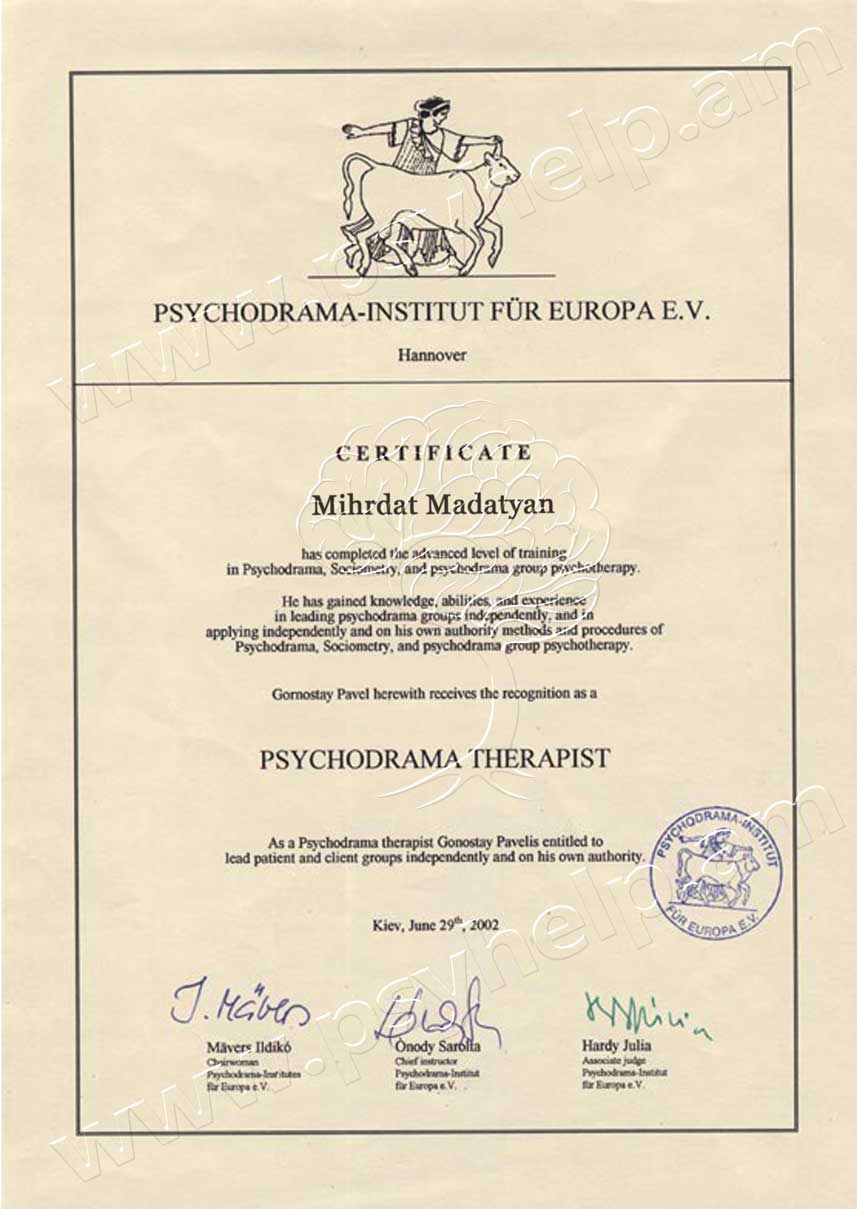 PSYCHODRAMA-INSTITUT FÜR EUROPA E.V.
Hannover
CERTIFICATE
Mihrdat Madatyan
has completed the advanced level of training
in Psychodrama, Sociometry, and psychodrama group psychotherapy.
He has gained knowledge, abilities, and experience
in leading psychodrama groups independently, and in
applying independently and on his own authority methods and procedures of
Psychodrama, Sociometry, and psychodrama group psychotherapy.
Gornostay Pavel herewith receives the recognition as a
PSYCHODRAMA THERAPIST
As a Psychodrama therapist Gonostay Pavelis entitled to
lead patient and client groups independently and on his own authority.
PSYCHODRAMA-INSTITUT
FÜR EUROPA E.V.
Kiev, June 29th, 2002
J. Mävers
Mävers Ildikó
Chairwoman
Psychodrama-Institutes
für Europa e.V.
Ònody Sarolta
Chief instructor
Psychodrama-Institut
für Europa e.V.
Hardy Julia
Associate judge
Psychodrama-Institut
für Europa e.V.
www.psyhelp.am
www.psyhelp.am